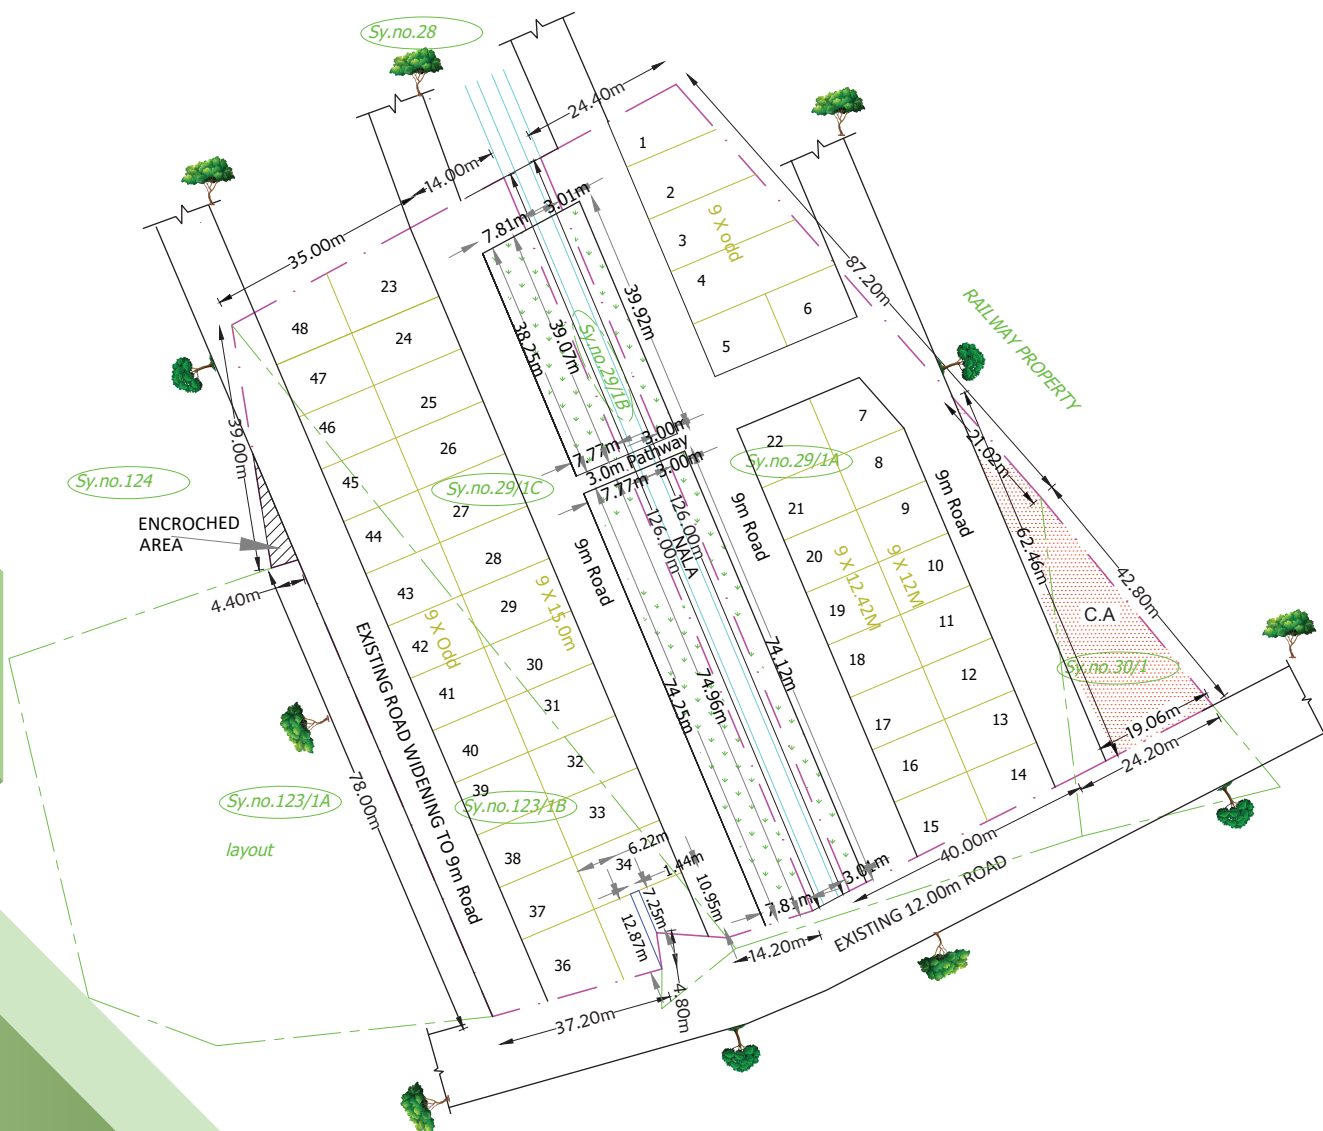 Sy.no.28
24.40m
14.00m
35.00m
7.81m
3.01m
1
2
3
4
5
6
9 X odd
87.20m
RAILWAY PROPERTY
23
24
25
26
27
28
29
30
31
32
33
34
48
47
46
45
44
43
42
41
40
39
38
37
36
38.25m
39.07m
39.92m
Sy.no.29/1B
39.00m
Sy.no.124
ENCROCHED
AREA
4.40m
Sy.no.29/1C
7.77m
3.00m
3.0m Pathway
7.77m
3.00m
126.00m
126.00m
NALA
Sy.no.29/1A
7
8
9
10
11
12
13
14
22
21
20
19
18
17
16
15
9m Road
9m Road
9m Road
9 X 12.42M
9 X 12M
9 X Odd
9 X 15.0m
21.02m
62.46m
42.80m
C.A
Sy.no.30/1
19.06m
24.20m
40.00m
EXISTING ROAD WIDENING TO 9m Road
78.00m
Sy.no.123/1A
layout
Sy.no.123/1B
74.25m
74.96m
74.12m
6.22m
1.44m
7.25m
12.87m
10.95m
7.81m
3.01m
14.20m
4.80m
37.20m
EXISTING 12.00m ROAD